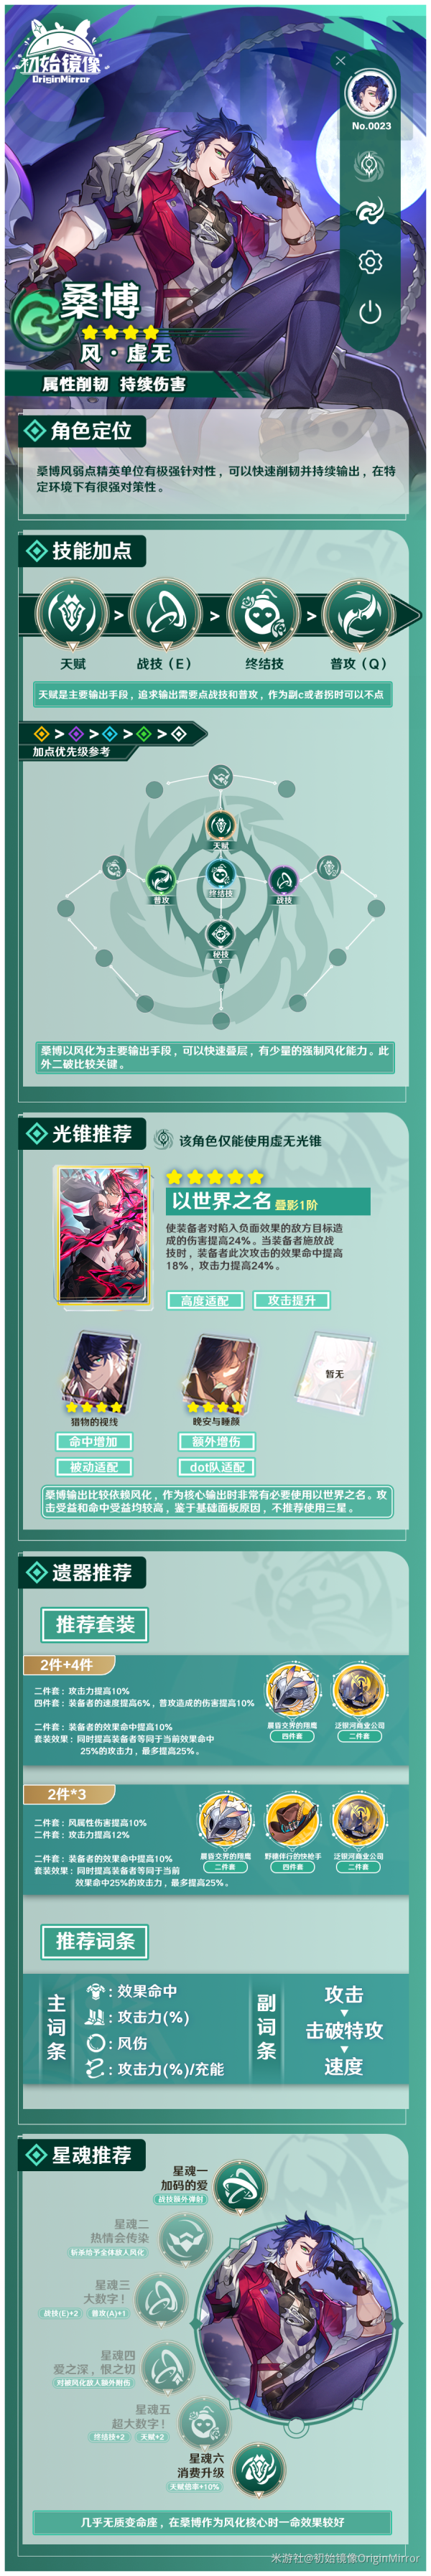 初始镜像
OriginMirror
No.0023
桑博
风·虚无
属性削韧 持续伤害
角色定位
桑博风弱点精英单位有极强针对性，可以快速削韧并持续输出，在特
定环境下有很强对策性。
技能加点
天赋 > 战技（E） > 终结技 > 普攻（Q）
天赋是主要输出手段，追求输出需要点战技和普攻，作为副c或者拐时可以不点
> > > >
加点优先级参考
天赋
普攻
终结技
战技
秘技
桑博以风化为主要输出手段，可以快速叠层，有少量的强制风化能力。此
外二破比较关键。
光锥推荐
该角色仅能使用虚无光锥
以世界之名 叠影1阶
使装备者对陷入负面效果的敌方目标造
成的伤害提高24%。当装备者施放战
技时，装备者此次攻击的效果命中提高
18%，攻击力提高24%。
高度适配 攻击提升
暂无
猎物的视线
晚安与睡颜
命中增加
额外增伤
被动适配
dot队适配
桑博输出比较依赖风化，作为核心输出时非常有必要使用以世界之名。攻
击受益和命中受益均较高，鉴于基础面板原因，不推荐使用三星。
遗器推荐
推荐套装
2件+4件
二件套：攻击力提高10%
四件套：装备者的速度提高6%，普攻造成的伤害提高10%
二件套：装备者的效果命中提高10%
套装效果：同时提高装备者等同于当前效果命中
25%的攻击力，最多提高25%。
晨昏交界的翔鹰
四件套
泛银河商业公司
二件套
2件*3
二件套：风属性伤害提高10%
二件套：攻击力提高12%
二件套：装备者的效果命中提高10%
套装效果：同时提高装备者等同于当前
效果命中25%的攻击力，最多提高25%。
晨昏交界的翔鹰
二件套
野穗伴行的快枪手
四件套
泛银河商业公司
二件套
推荐词条
主词条
：效果命中
：攻击力(%)
：风伤
：攻击力(%)/充能
副词条
攻击
击破特攻
速度
星魂推荐
星魂一
加码的爱
战技额外弹射
星魂二
热情会传染
斩杀给予全体敌人风化
星魂三
大数字！
战技(E)+2 普攻(A)+1
星魂四
爱之深，恨之切
对被风化敌人额外削伤
星魂五
超大数字！
终结技+2 天赋+2
星魂六
消费升级
天赋倍率+10%
几乎无质变命座，在桑博作为风化核心时一命效果较好
米游社@初始镜像OriginMirror